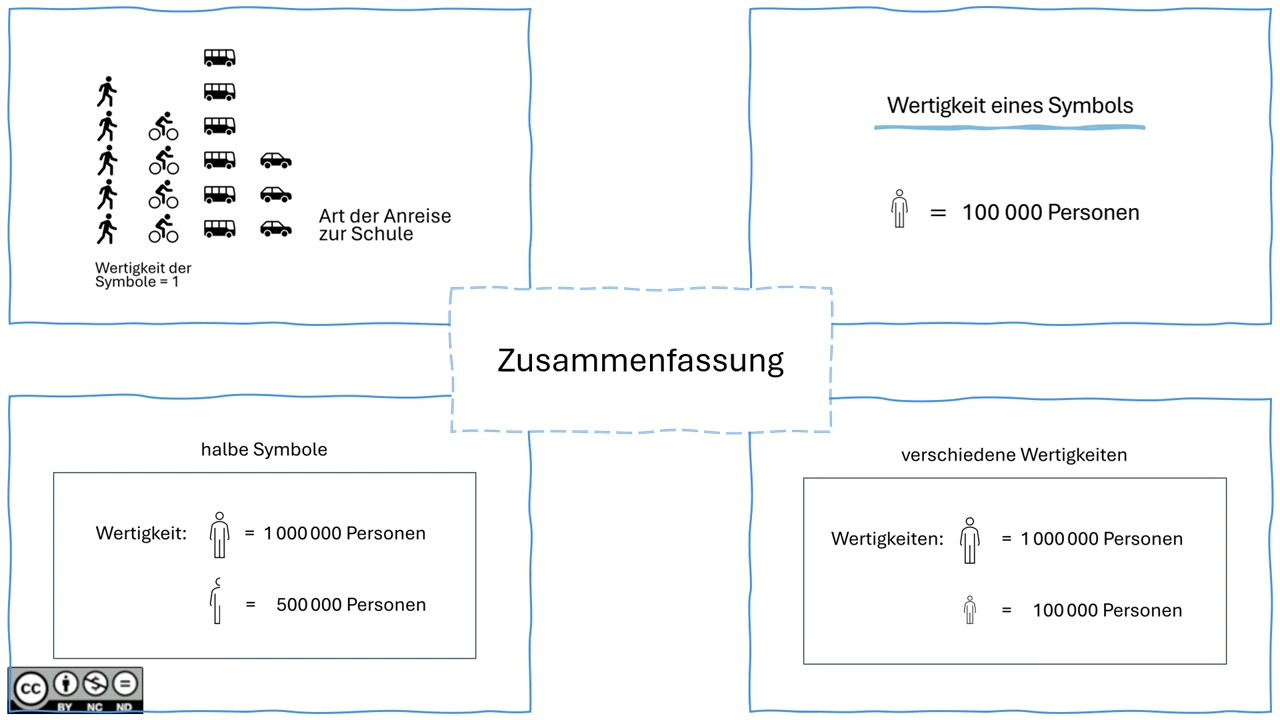 Art der Anreise
zur Schule
Wertigkeit der
Symbole = 1
Wertigkeit eines Symbols
= 100 000 Personen
Zusammenfassung
halbe Symbole
Wertigkeit: = 1 000 000 Personen
= 500 000 Personen
verschiedene Wertigkeiten
Wertigkeiten: = 1 000 000 Personen
= 100 000 Personen
cc
BY NC ND